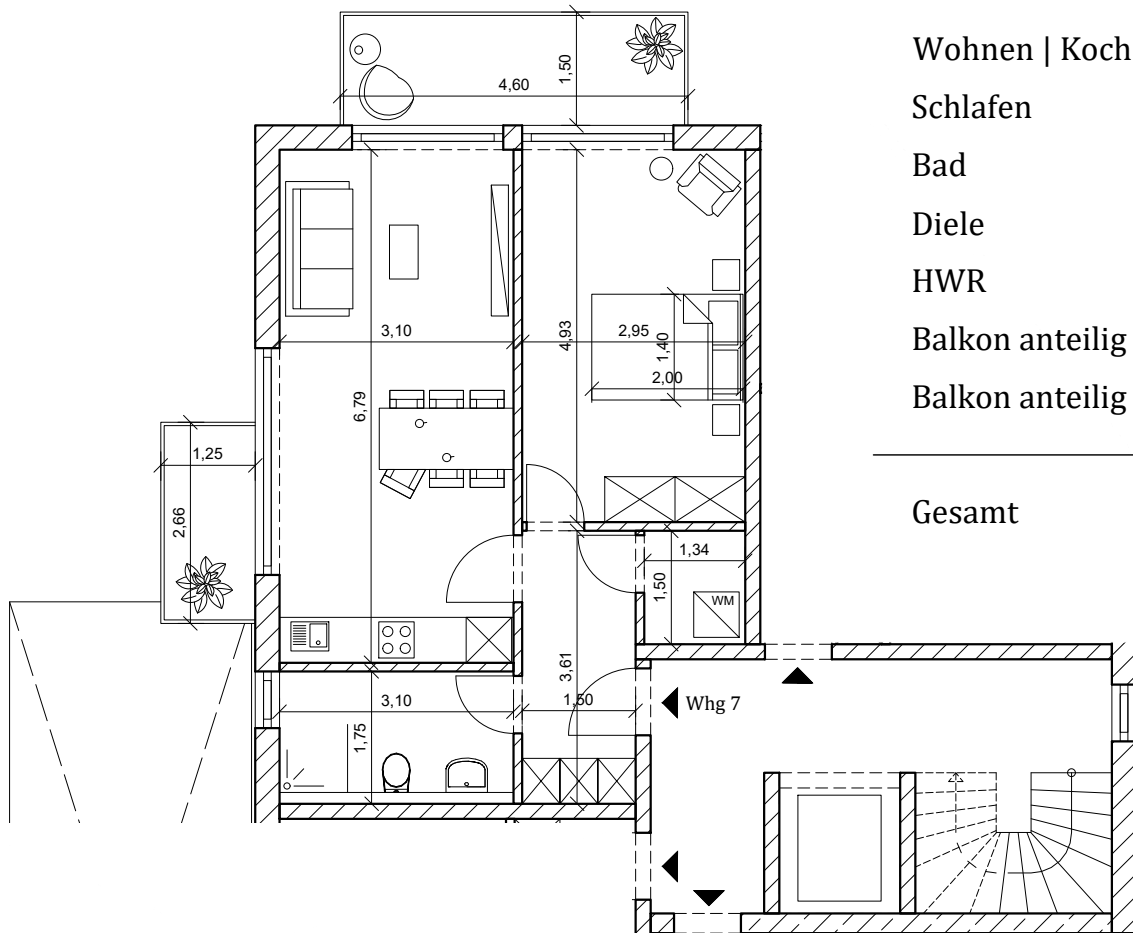 Wohnen | Koch
Schlafen
Bad
Diele
HWR
Balkon anteilig
Balkon anteilig
Gesamt
1,50
4,60
3,10
4,93
2,95
1,40
2,00
6,79
1,25
2,66
1,34
1,50
WM
3,61
3,10
1,50
1,75
Whg 7